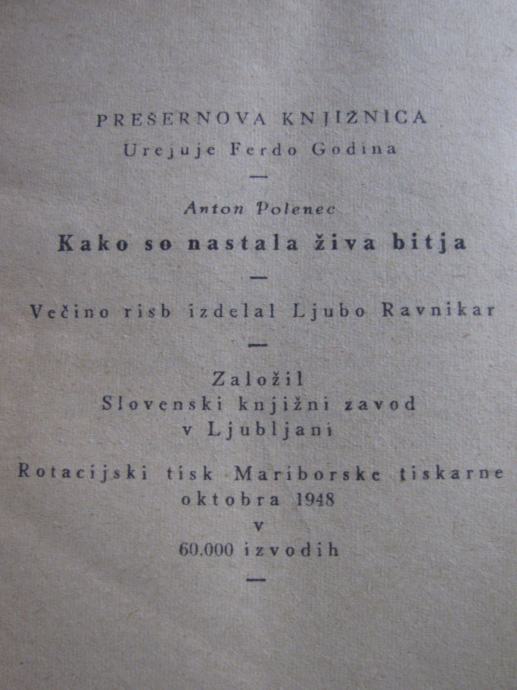 PREŠERNOVA KNJIŽNICA
Urejuje Ferdo Godina
—
Anton Polenec
Kako so nastala živa bitja
—
Večino risb izdelal Ljubo Ravnikar
—
Založil
Slovenski knjižni zavod
v Ljubljani
Rotacijski tisk Mariborske tiskarne
oktobra 1948
v
60.000 izvodih
—